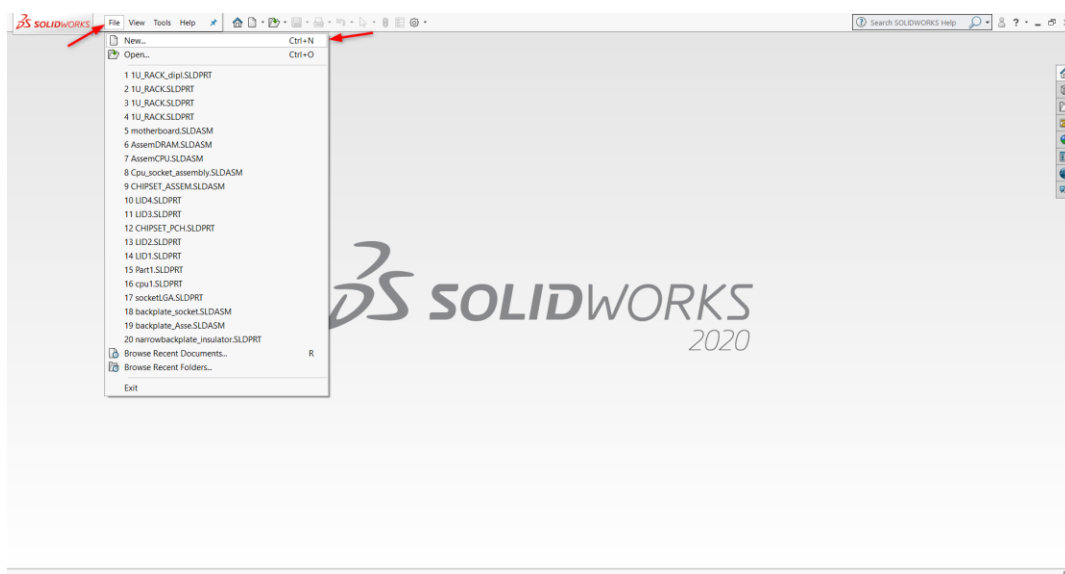 SOLIDWORKS File View Tools Help Search SOLIDWORKS Help ?
New... Ctrl+N
Open... Ctrl+O
1 1U_RACK_dipl.SLDPRT
2 1U_RACK.SLDPRT
3 1U_RACK.SLDPRT
4 1U_RACK.SLDPRT
5 motherboard.SLDASM
6 AssemDRAM.SLDASM
7 AssemCPU.SLDASM
8 Cpu_socket_assembly.SLDASM
9 CHIPSET_ASSEM.SLDASM
10 LID4.SLDPRT
11 LID3.SLDPRT
12 CHIPSET_PCH.SLDPRT
13 LID2.SLDPRT
14 LID1.SLDPRT
15 Part1.SLDPRT
16 cpu1.SLDPRT
17 socketLGA.SLDPRT
18 backplate_socket.SLDASM
19 backplate_Asse.SLDASM
20 narrowbackplate_insulator.SLDPRT
Browse Recent Documents... R
Browse Recent Folders...
Exit
SOLIDWORKS
2020